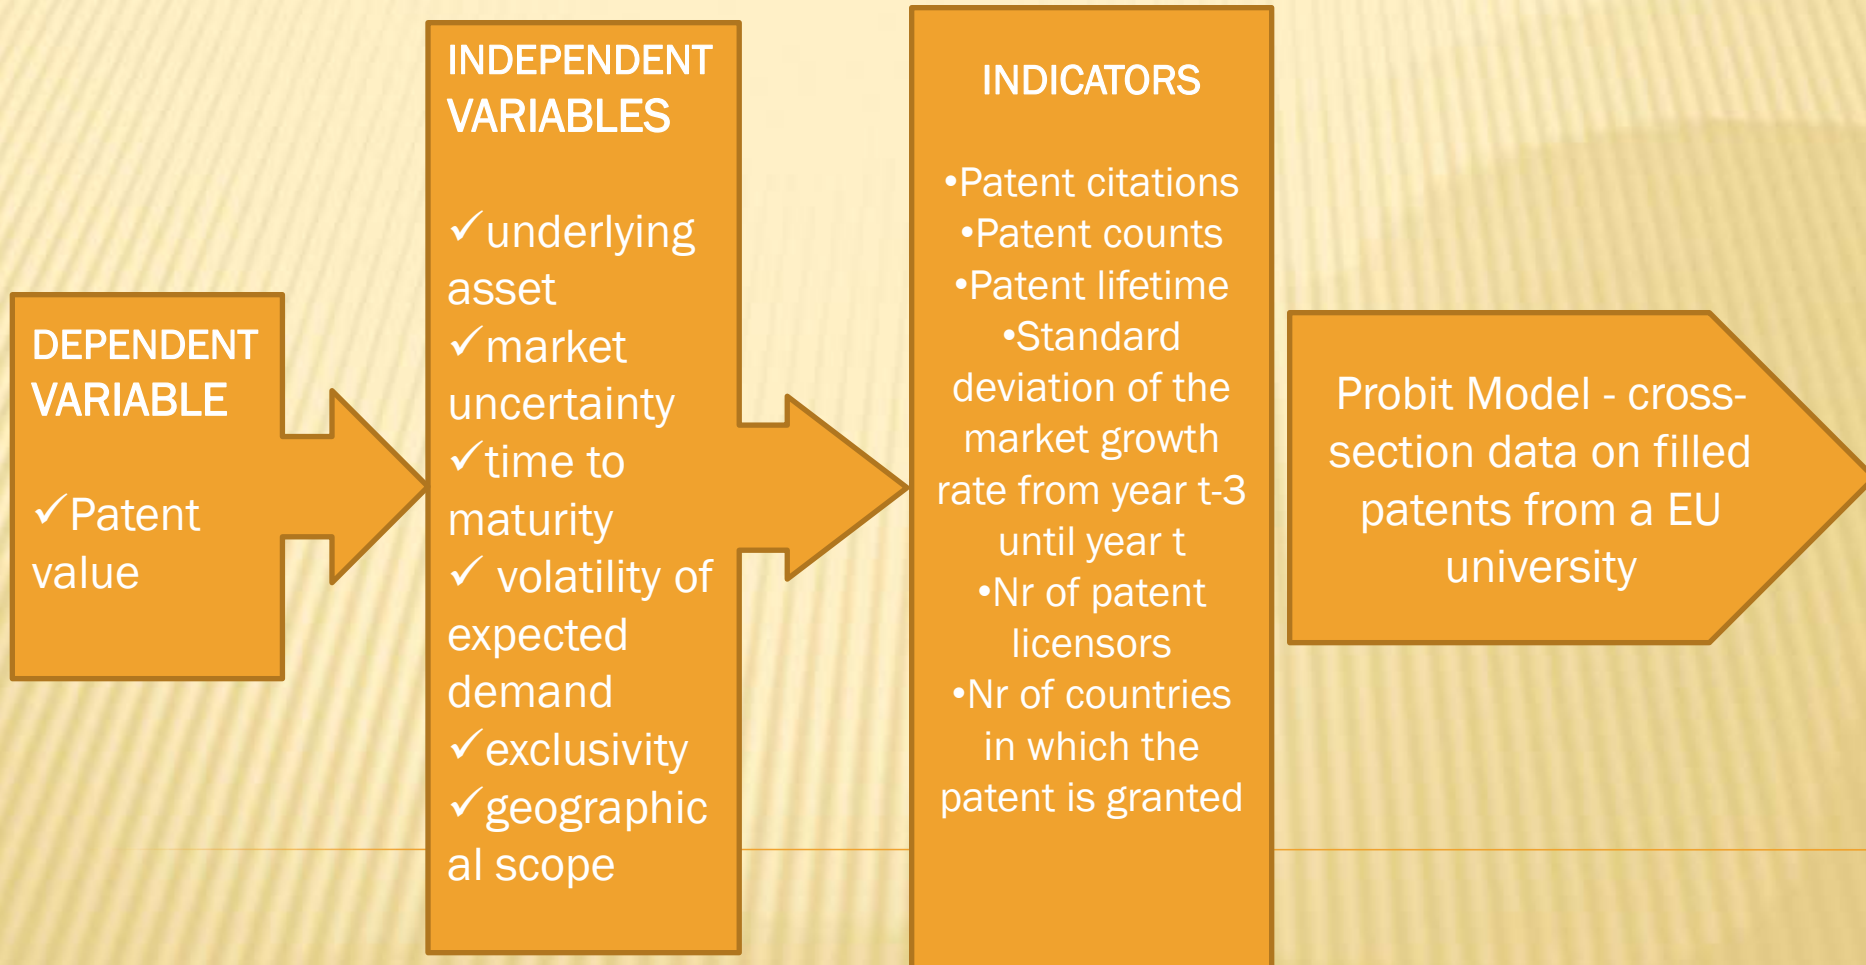 DEPENDENT
VARIABLE
✓Patent
value
INDEPENDENT
VARIABLES
✓underlying
asset
✓market
uncertainty
✓time to
maturity
✓ volatility of
expected
demand
✓exclusivity
✓geographic
al scope
INDICATORS
•Patent citations
•Patent counts
•Patent lifetime
•Standard
deviation of the
market growth
rate from year t-3
until year t
•Nr of patent
licensors
•Nr of countries
in which the
patent is granted
Probit Model - cross-
section data on filled
patents from a EU
university